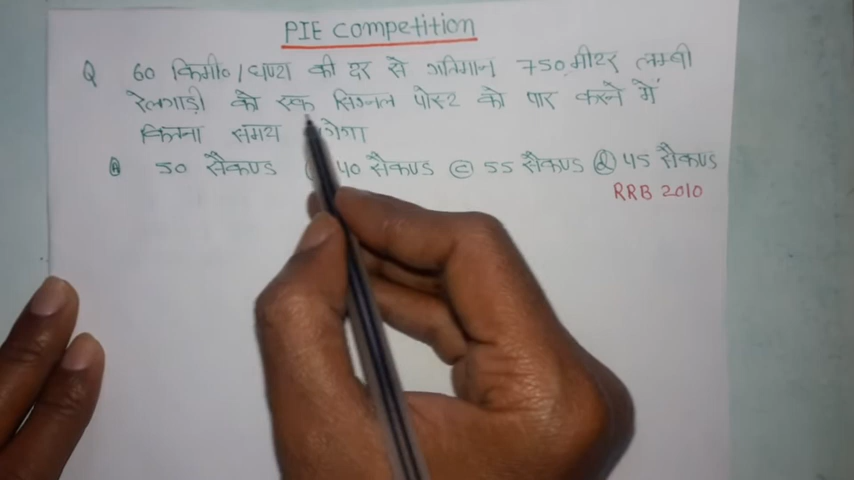 PIE Competition
Q 60 किमी०/घण्टा की दर से गतिमान 750 मीटर लम्बी
रेलगाड़ी को एक सिग्नल पोस्ट को पार करने में
कितना समय
A 50 सैकण्ड 40 सैकण्ड C 55 सैकण्ड d 45 सैकण्ड
RRB 2010